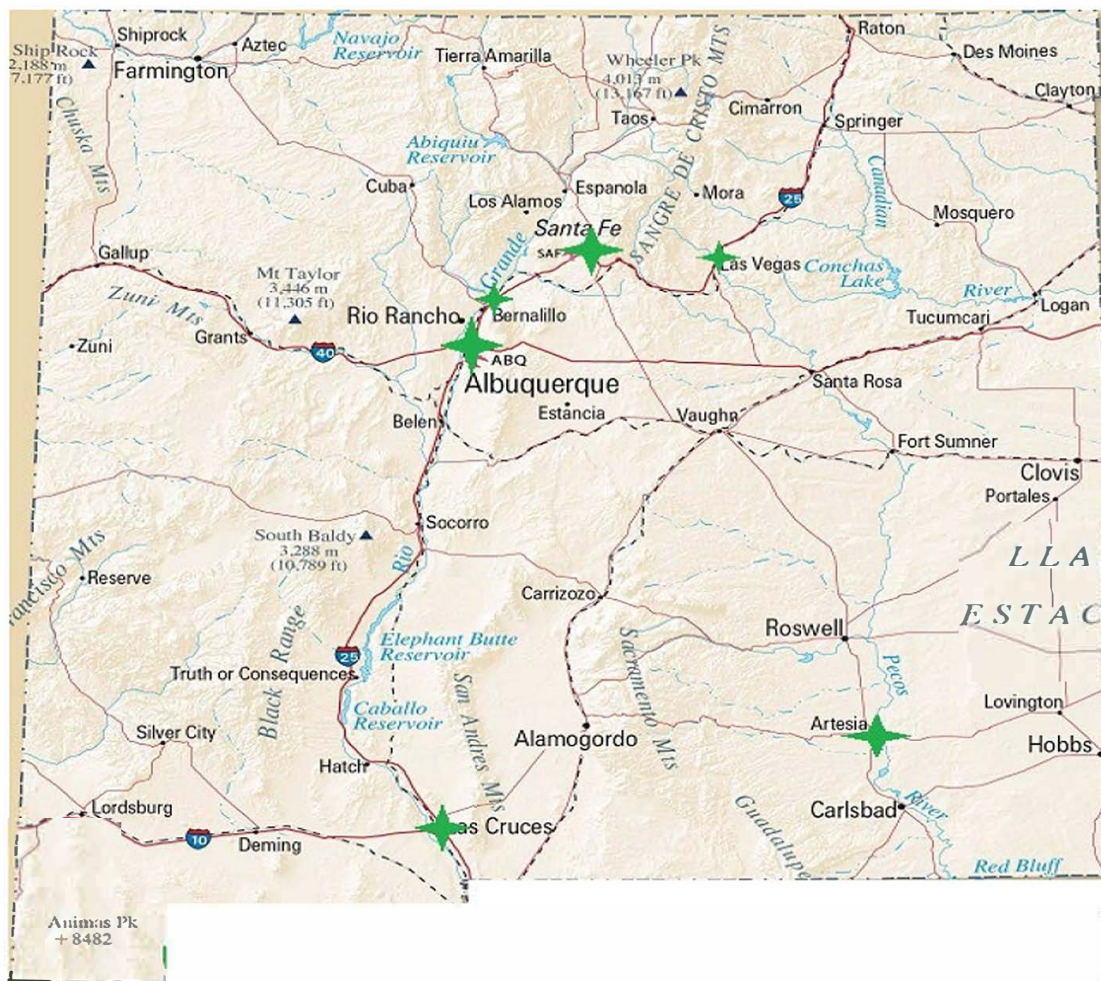 Shiprock
Aztec
Navajo
Reservoir
Raton
Ship Rock
2,188 m
7,177 ft)
Farmington
Tierra Amarilla
Wheeler Pk
4,013 m
(13,167 ft)
Des Moines
Clayton
Chuska Mts
Taos
Cimarron
Springer
SANGRE DE CRISTO MTS
Abiquiu
Reservoir
Canadian
Cuba
Espanola
Los Alamos
Mora
25
Mosquero
Santa Fe
SAF
Grande
Gallup
Mt Taylor
3,446 m
(11,305 ft)
Las Vegas
Conchas
Lake
River
Logan
Zuni Mts
Rio Rancho
Bernalillo
Tucumcari
Grants
Zuni
40
ABQ
Albuquerque
Santa Rosa
Estancia
Belen
Vaughn
Fort Sumner
Clovis
Portales
South Baldy
3,288 m
(10,789 ft)
Socorro
Rio
LLA
ESTAC
rancisco Mts
Reserve
Carrizozo
Roswell
Black Range
Elephant Butte
Reservoir
25
Truth or Consequences
Caballo
Reservoir
San Andres Mts
Sacramento Mts
Pecos
Lovington
Artesia
Silver City
Alamogordo
Hobbs
Hatch
Lordsburg
as Cruces
Carlsbad
River
10
Deming
Guadalupe
Red Bluff
Animas Pk
+ 8482